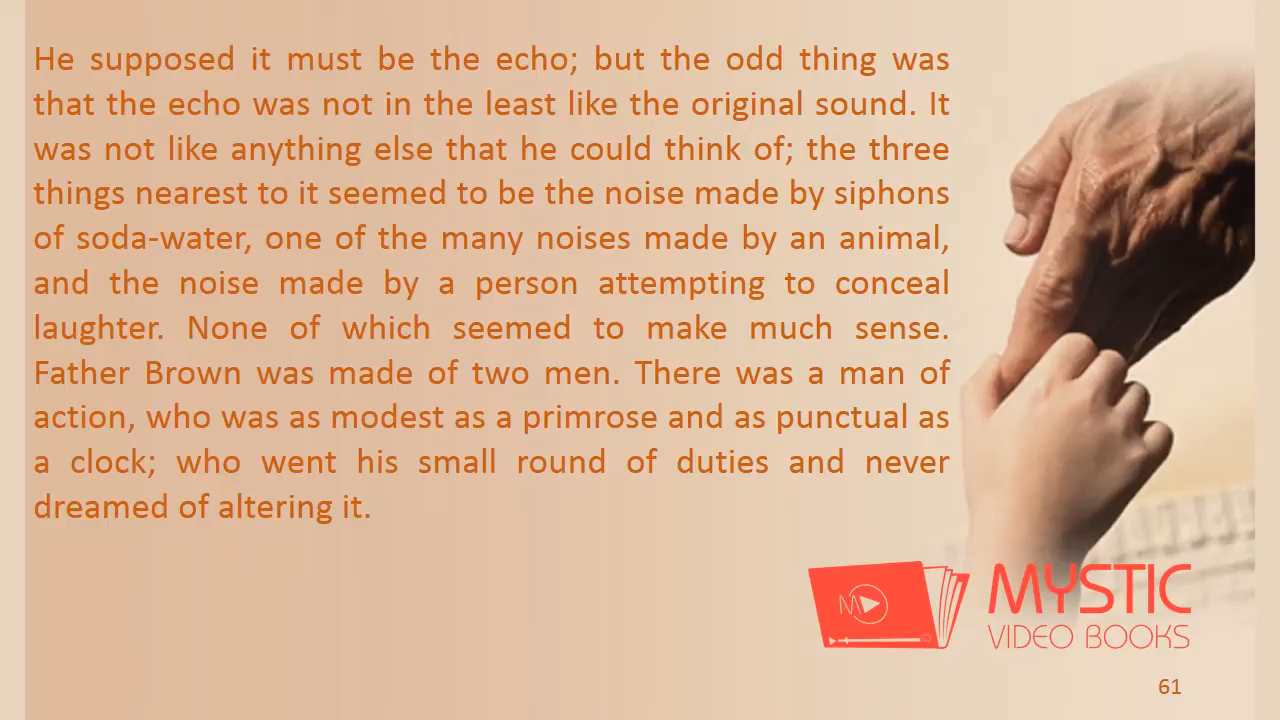 He supposed it must be the echo; but the odd thing was
that the echo was not in the least like the original sound. It
was not like anything else that he could think of; the three
things nearest to it seemed to be the noise made by siphons
of soda-water, one of the many noises made by an animal,
and the noise made by a person attempting to conceal
laughter. None of which seemed to make much sense.
Father Brown was made of two men. There was a man of
action, who was as modest as a primrose and as punctual as
a clock; who went his small round of duties and never
dreamed of altering it.
M
MYSTIC
VIDEO BOOKS
61